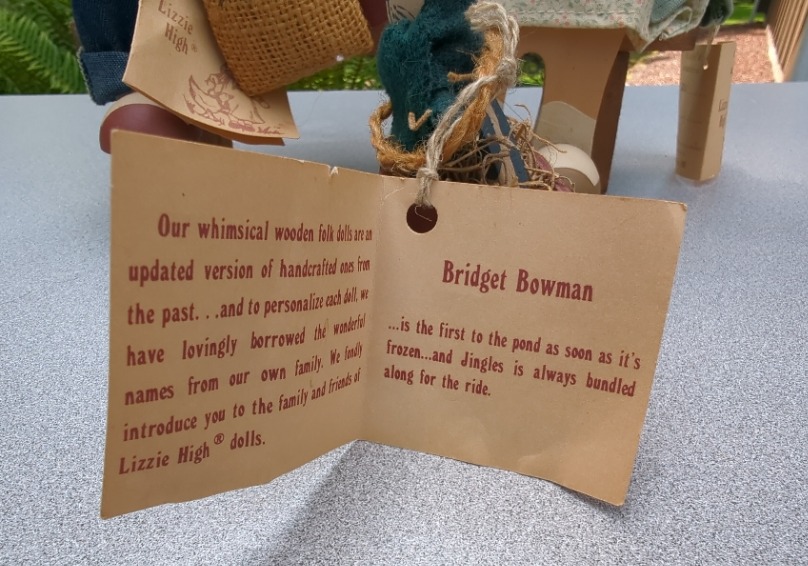 Lizzie
High®
Our whimsical wooden folk dolls are an
updated version of handcrafted ones from
the past. . .and to personalize each doll, we
have lovingly borrowed the wonderful
names from our own family. We fondly
introduce you to the family and friends of
Lizzie High® dolls.
Bridget Bowman
...is the first to the pond as soon as it's
frozen...and Jingles is always bundled
along for the ride.